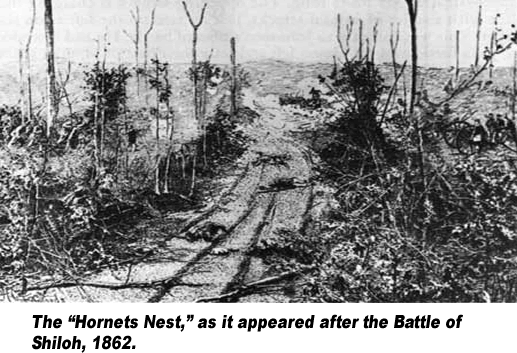 The “Hornets Nest,” as it appeared after the Battle of
Shiloh, 1862.